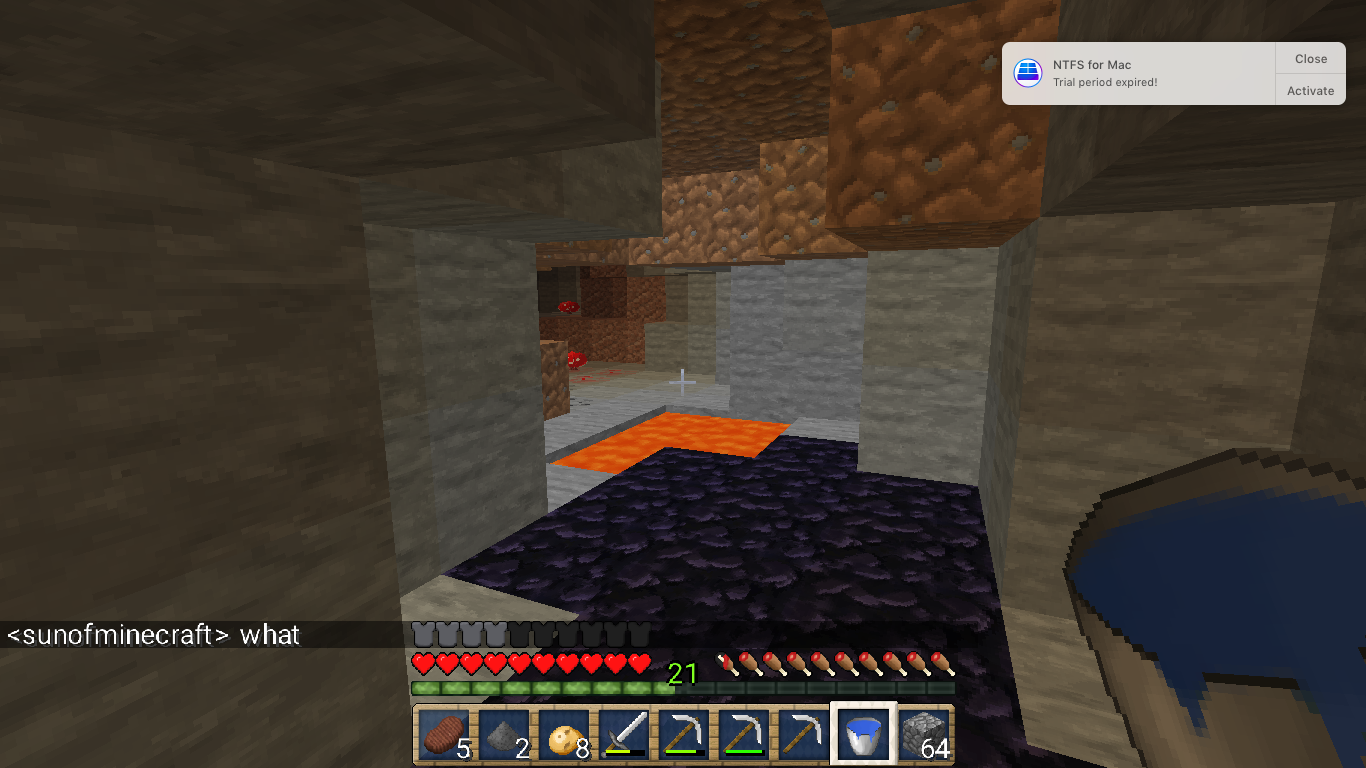 NTFS for Mac
Trial period expired!
Close
Activate
<sunofminecraft> what
21
5 2 8 64